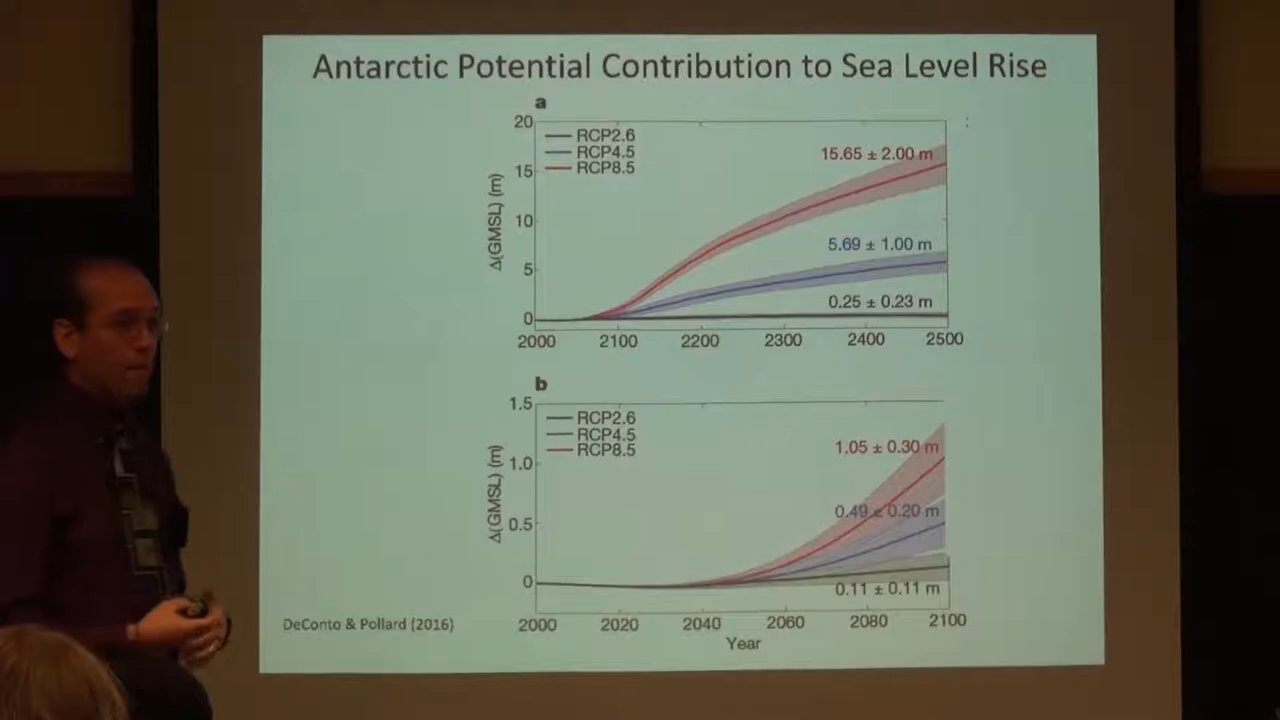 Antarctic Potential Contribution to Sea Level Rise
a
20
15
10
5
0
Δ(GMSL) (m)
RCP2.6
RCP4.5
RCP8.5
15.65 ± 2.00 m
5.69 ± 1.00 m
0.25 ± 0.23 m
2000 2100 2200 2300 2400 2500
b
1.5
1.0
0.5
0
Δ(GMSL) (m)
RCP2.6
RCP4.5
RCP8.5
1.05 ± 0.30 m
0.49 ± 0.20 m
0.11 ± 0.11 m
2000 2020 2040 2060 2080 2100
Year
DeConto & Pollard (2016)